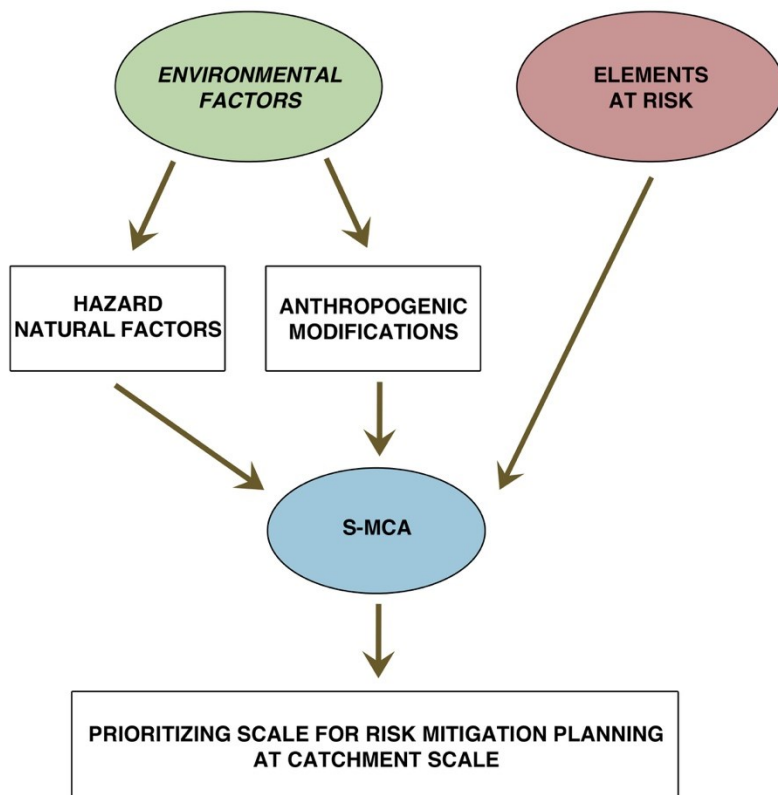 ENVIRONMENTAL
FACTORS
ELEMENTS
AT RISK
HAZARD
NATURAL FACTORS
ANTHROPOGENIC
MODIFICATIONS
S-MCA
PRIORITIZING SCALE FOR RISK MITIGATION PLANNING
AT CATCHMENT SCALE